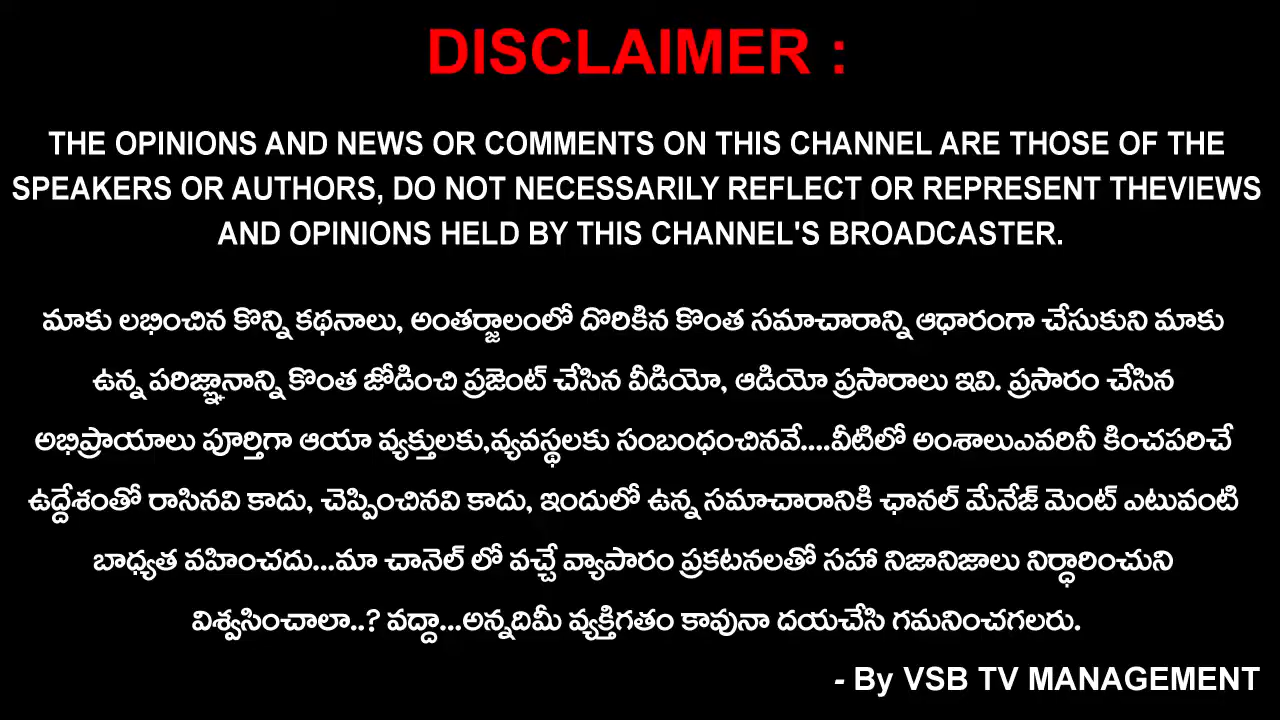 DISCLAIMER :
THE OPINIONS AND NEWS OR COMMENTS ON THIS CHANNEL ARE THOSE OF THE
SPEAKERS OR AUTHORS, DO NOT NECESSARILY REFLECT OR REPRESENT THEVIEWS
AND OPINIONS HELD BY THIS CHANNEL'S BROADCASTER.
మాకు లభించిన కొన్ని కథనాలు, అంతర్జాలంలో దొరికిన కొంత సమాచారాన్ని ఆధారంగా చేసుకుని మాకు
ఉన్న పరిజ్ఞానాన్ని కొంత జోడించి ప్రజెంట్ చేసిన వీడియో, ఆడియో ప్రసారాలు ఇవి. ప్రసారం చేసిన
అభిప్రాయాలు పూర్తిగా ఆయా వ్యక్తులకు,వ్యవస్థలకు సంబంధించినవే....వీటిలో అంశాలుఎవరినీ కించపరిచే
ఉద్దేశంతో రాసినవి కాదు, చెప్పించినవి కాదు, ఇందులో ఉన్న సమాచారానికి ఛానల్ మేనేజ్ మెంట్ ఎటువంటి
బాధ్యత వహించదు...మా చానెల్ లో వచ్చే వ్యాపారం ప్రకటనలతో సహా నిజానిజాలు నిర్ధారించుని
విశ్వసించాలా..? వద్దా...అన్నదిమీ వ్యక్తిగతం కావునా దయచేసి గమనించగలరు.
- By VSB TV MANAGEMENT